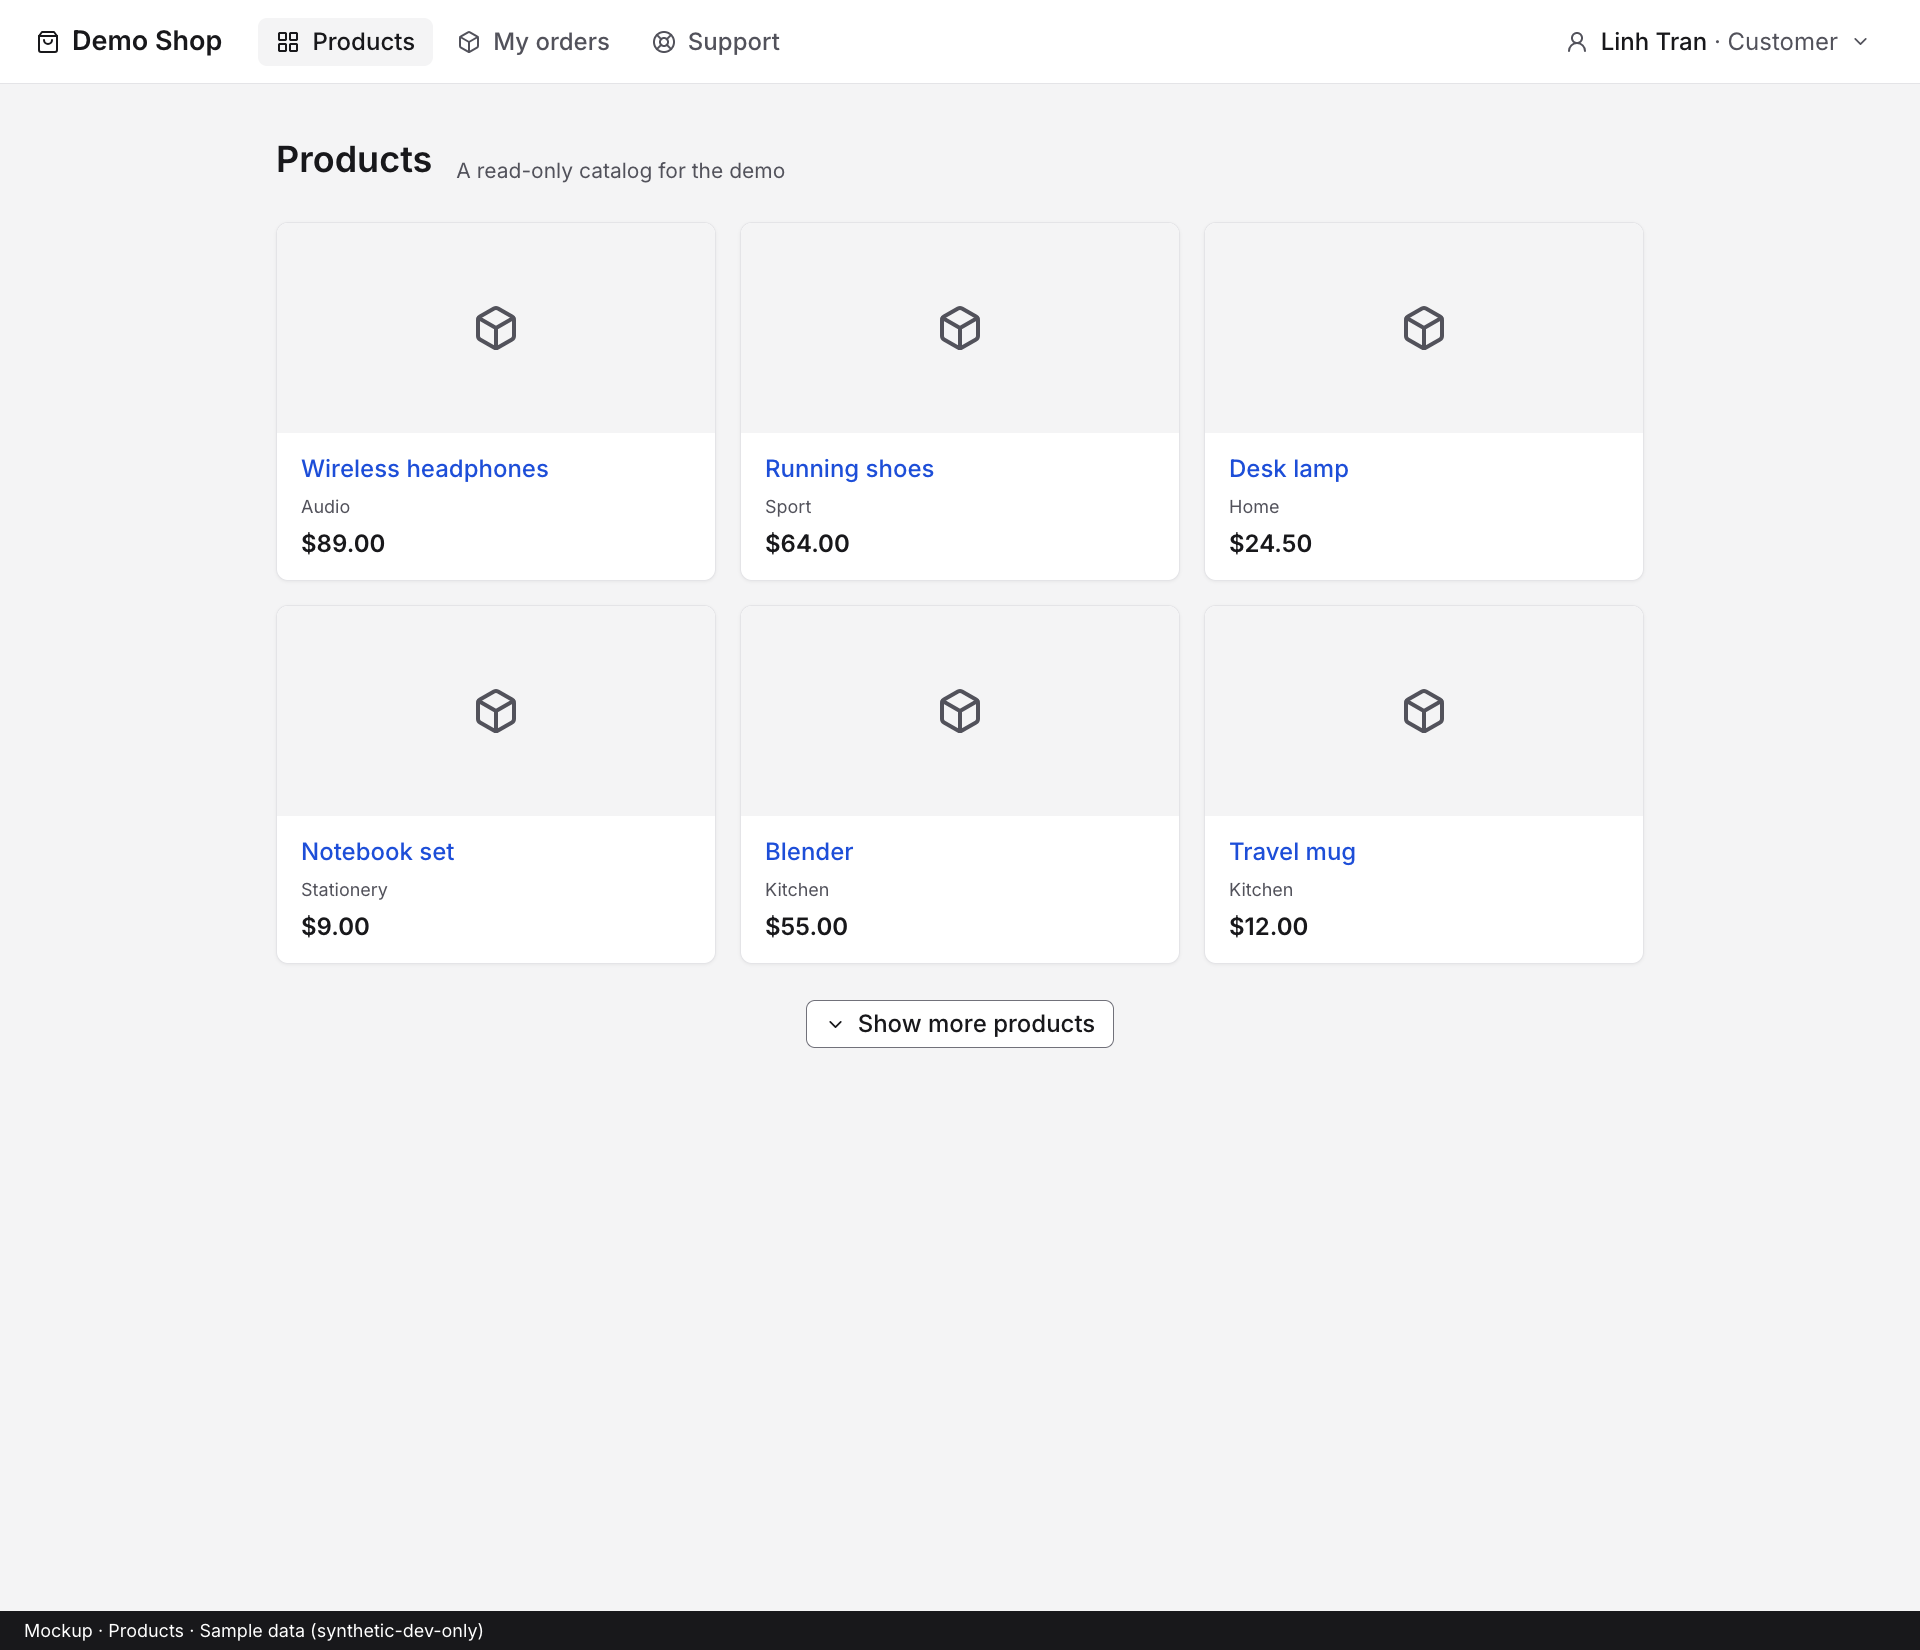 Demo Shop
Products
My orders
Support
Linh Tran · Customer
Products
A read-only catalog for the demo
Wireless headphones
Audio
$89.00
Running shoes
Sport
$64.00
Desk lamp
Home
$24.50
Notebook set
Stationery
$9.00
Blender
Kitchen
$55.00
Travel mug
Kitchen
$12.00
Show more products
Mockup · Products · Sample data (synthetic-dev-only)